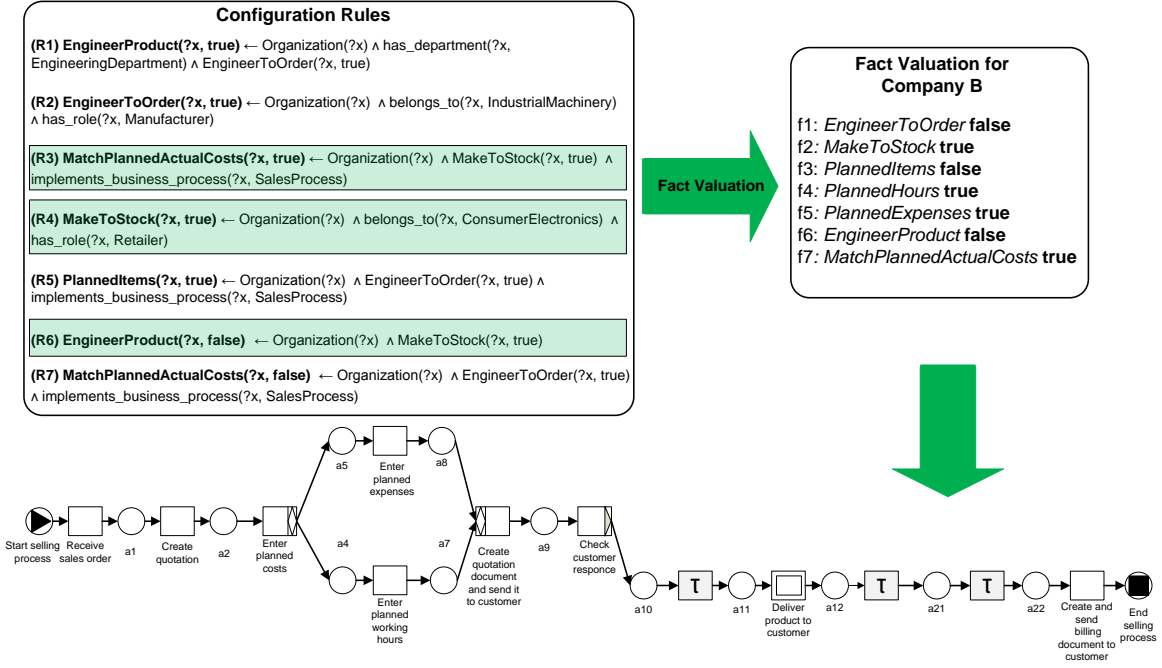 Configuration Rules
(R1) EngineerProduct(?x, true) ← Organization(?x) ∧ has_department(?x,
EngineeringDepartment) ∧ EngineerToOrder(?x, true)
(R2) EngineerToOrder(?x, true) ← Organization(?x) ∧ belongs_to(?x, IndustrialMachinery)
∧ has_role(?x, Manufacturer)
(R3) MatchPlannedActualCosts(?x, true) ← Organization(?x) ∧ MakeToStock(?x, true) ∧
implements_business_process(?x, SalesProcess)
(R4) MakeToStock(?x, true) ← Organization(?x) ∧ belongs_to(?x, ConsumerElectronics) ∧
has_role(?x, Retailer)
(R5) PlannedItems(?x, true) ← Organization(?x) ∧ EngineerToOrder(?x, true) ∧
implements_business_process(?x, SalesProcess)
(R6) EngineerProduct(?x, false) ← Organization(?x) ∧ MakeToStock(?x, true)
(R7) MatchPlannedActualCosts(?x, false) ← Organization(?x) ∧ EngineerToOrder(?x, true)
∧ implements_business_process(?x, SalesProcess)
Fact Valuation
Fact Valuation for
Company B
f1: EngineerToOrder false
f2: MakeToStock true
f3: PlannedItems false
f4: PlannedHours true
f5: PlannedExpenses true
f6: EngineerProduct false
f7: MatchPlannedActualCosts true
Start selling
process
Receive
sales order
a1
Create
quotation
a2
Enter
planned
costs
a5
Enter
planned
expenses
a8
a4
Enter
planned
working
hours
a7
Create
quotation
document
and send it
to customer
a9
Check
customer
responce
a10
τ
a11
Deliver
product to
customer
a12
τ
a21
τ
a22
Create and
send
billing
document to
customer
End
selling
process